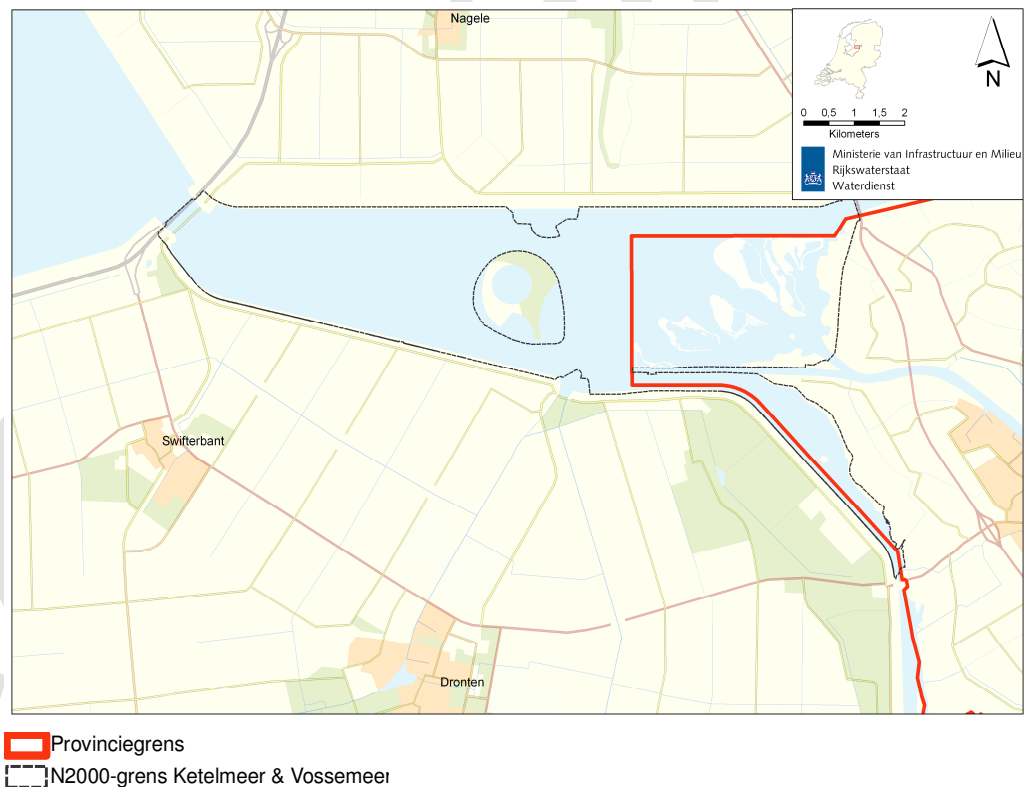 Nagele
N
0 0,5 1 1,5 2
Kilometers
Ministerie van Infrastructuur en Milieu
Rijkswaterstaat
Waterdienst
Swifterbant
Dronten
Provinciegrens
N2000-grens Ketelmeer & Vossemeer